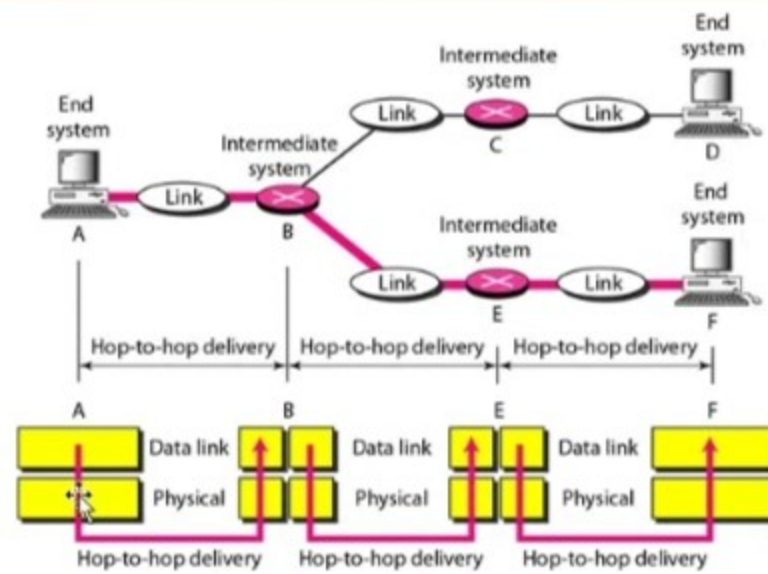 End
system
Intermediate
system
Link
C
Link
D
End
system
Intermediate
system
A
Link
B
Link
Intermediate
system
E
Link
End
system
F
Hop-to-hop delivery
Hop-to-hop delivery
Hop-to-hop delivery
A
B
E
F
Data link
Data link
Data link
Physical
Physical
Physical
Hop-to-hop delivery
Hop-to-hop delivery
Hop-to-hop delivery